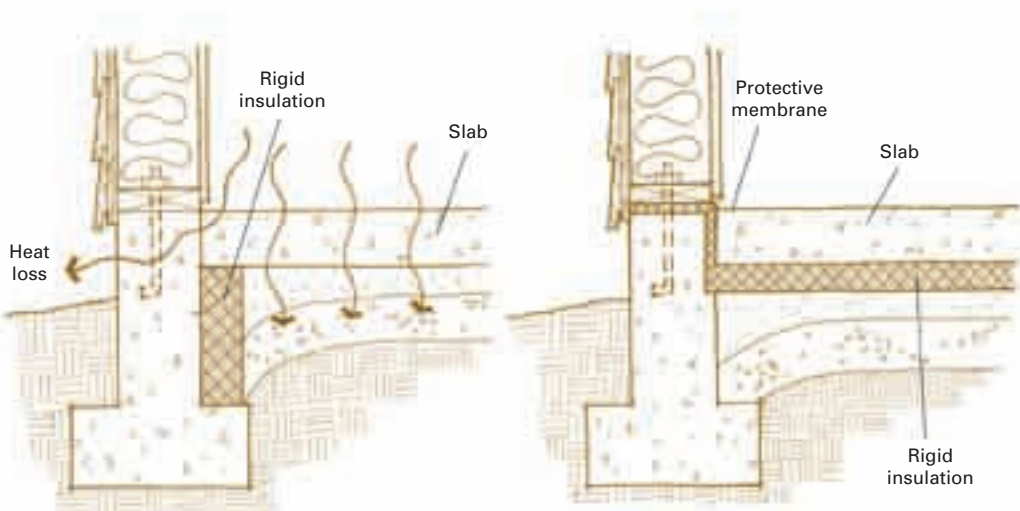 Rigid
insulation
Slab
Heat
loss
Protective
membrane
Slab
Rigid
insulation